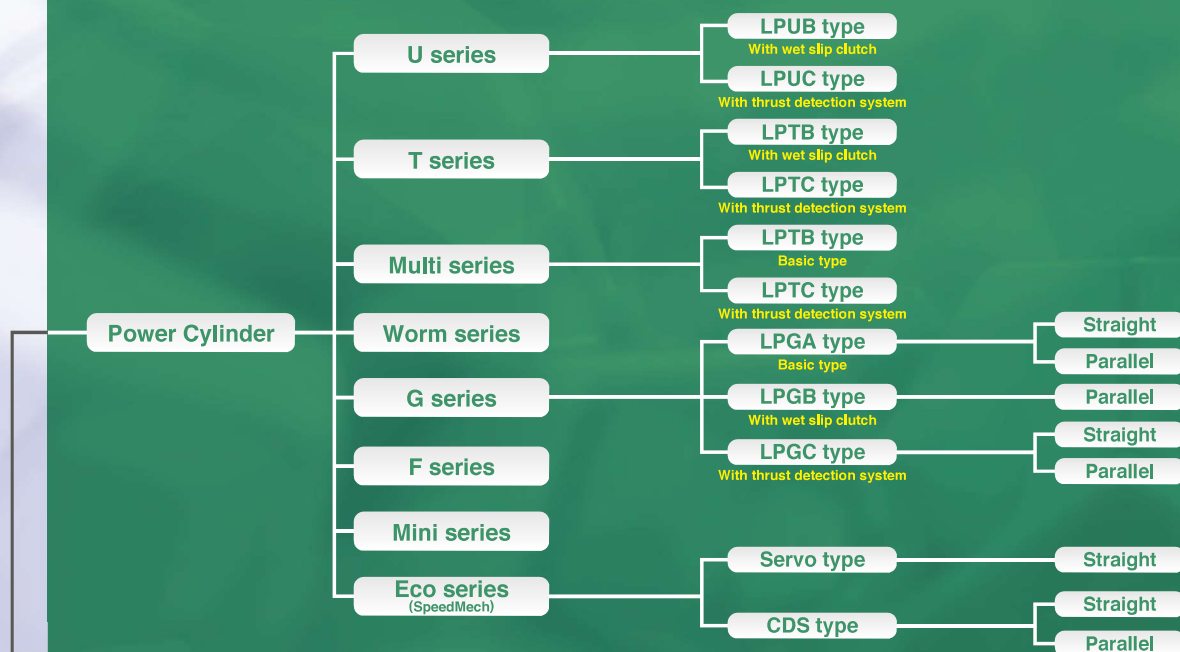 Power Cylinder
U series
LPUB type
With wet slip clutch
LPUC type
With thrust detection system
T series
LPTB type
With wet slip clutch
LPTC type
With thrust detection system
Multi series
LPTB type
Basic type
LPTC type
With thrust detection system
Worm series
G series
LPGA type
Basic type
Straight
Parallel
LPGB type
With wet slip clutch
Parallel
LPGC type
With thrust detection system
Straight
Parallel
F series
Mini series
Eco series
(SpeedMech)
Servo type
Straight
CDS type
Straight
Parallel